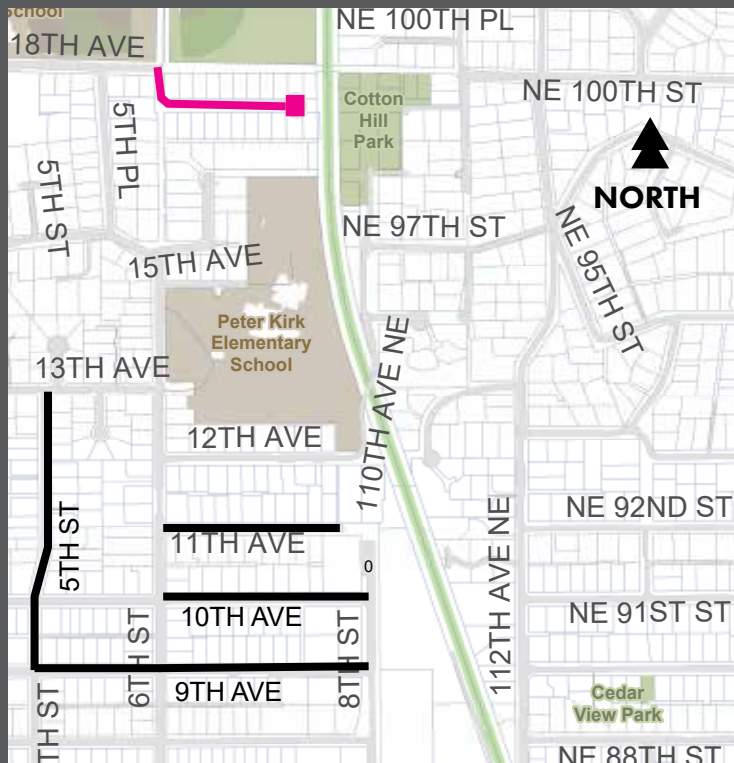 School
NE 100TH PL
18TH AVE
NE 100TH ST
Cotton
Hill
Park
5TH PL
5TH ST
NORTH
NE 97TH ST
NE 95TH ST
15TH AVE
Peter Kirk
Elementary
School
110TH AVE NE
13TH AVE
12TH AVE
112TH AVE NE
NE 92ND ST
5TH ST
11TH AVE
0
10TH AVE
NE 91ST ST
6TH ST
8TH ST
9TH AVE
TH ST
Cedar
View Park
NE 88TH ST